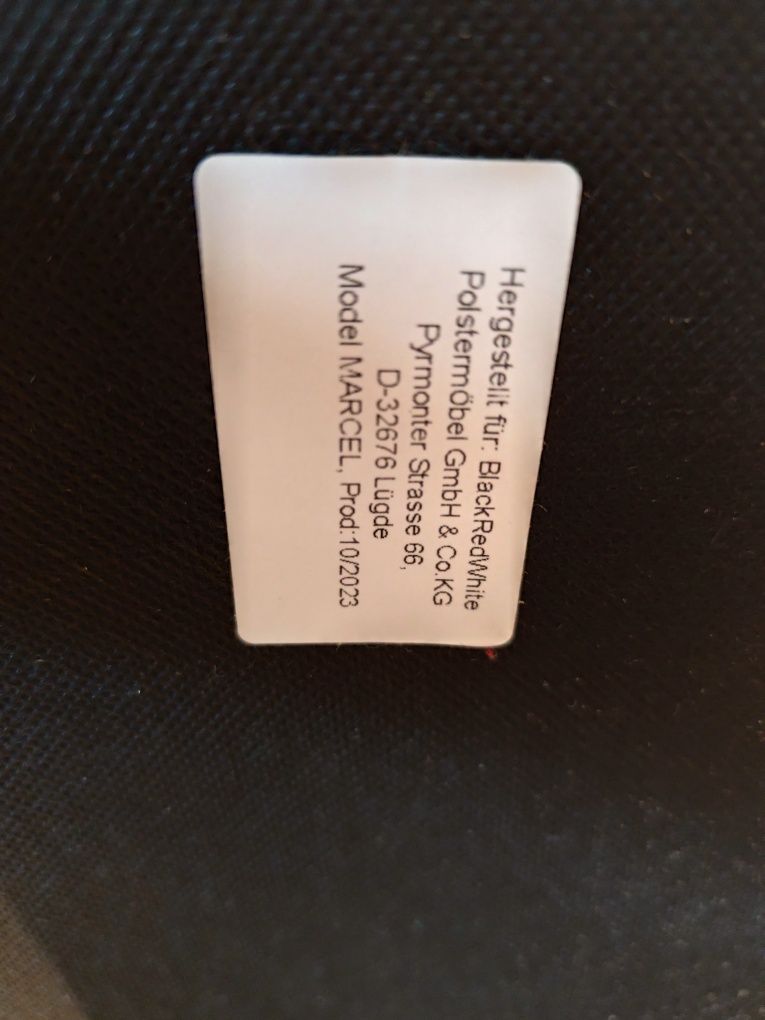 Hergestellt für: BlackRedWhite
Polstermöbel GmbH & Co.KG
Pyrmonter Strasse 66,
D-32676 Lügde
Model MARCEL, Prod:10/2023